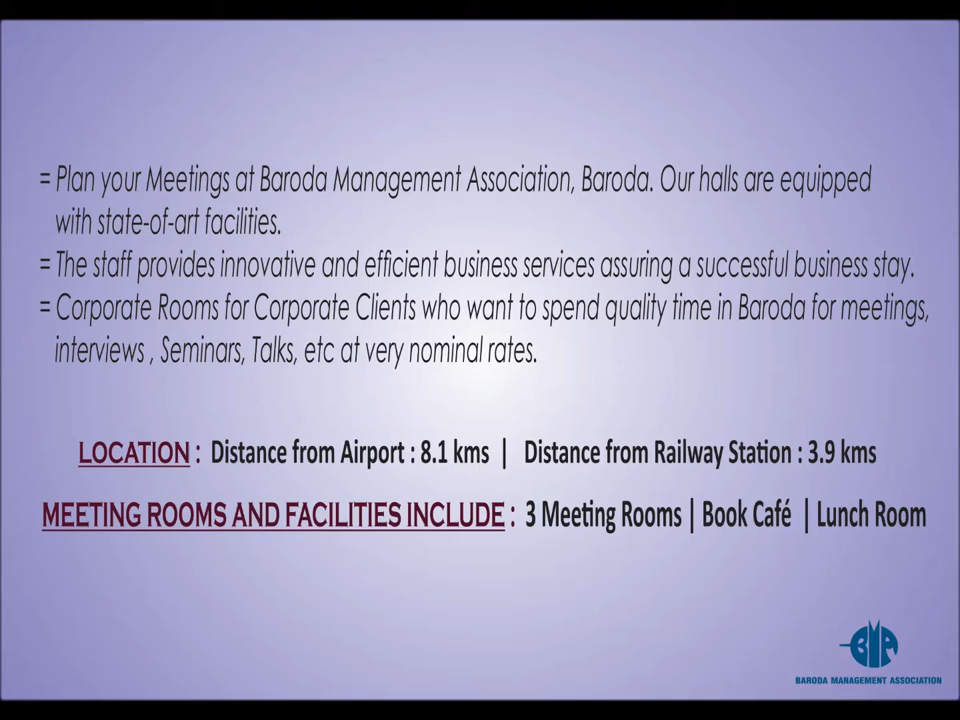 = Plan your Meetings at Baroda Management Association, Baroda. Our halls are equipped
with state-of-art facilities.
= The staff provides innovative and efficient business services assuring a successful business stay.
= Corporate Rooms for Corporate Clients who want to spend quality time in Baroda for meetings,
interviews , Seminars, Talks, etc at very nominal rates.
LOCATION : Distance from Airport : 8.1 kms | Distance from Railway Station : 3.9 kms
MEETING ROOMS AND FACILITIES INCLUDE : 3 Meeting Rooms | Book Café | Lunch Room
BMA
BARODA MANAGEMENT ASSOCIATION